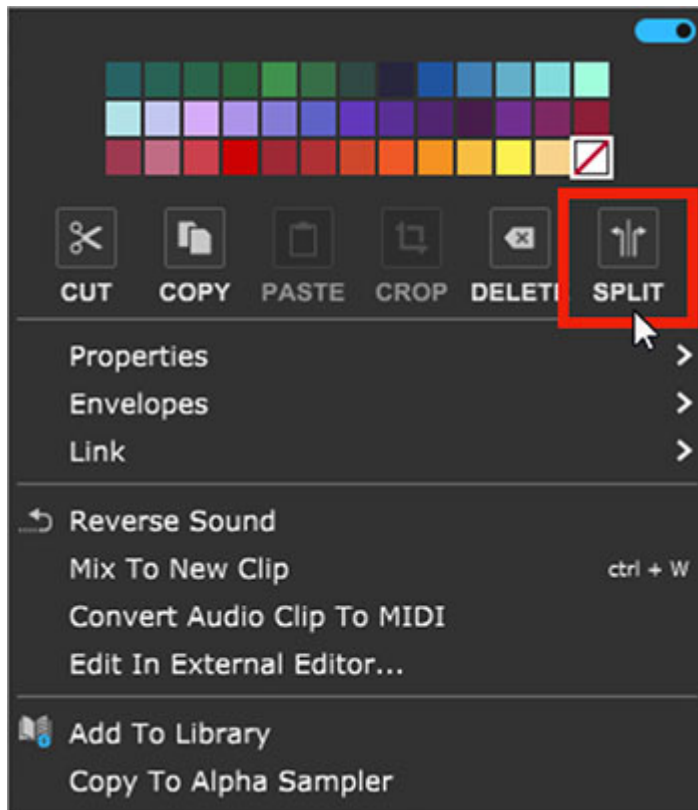 CUT COPY PASTE CROP DELETE SPLIT
Properties
Envelopes
Link
Reverse Sound
Mix To New Clip ctrl + W
Convert Audio Clip To MIDI
Edit In External Editor...
Add To Library
Copy To Alpha Sampler